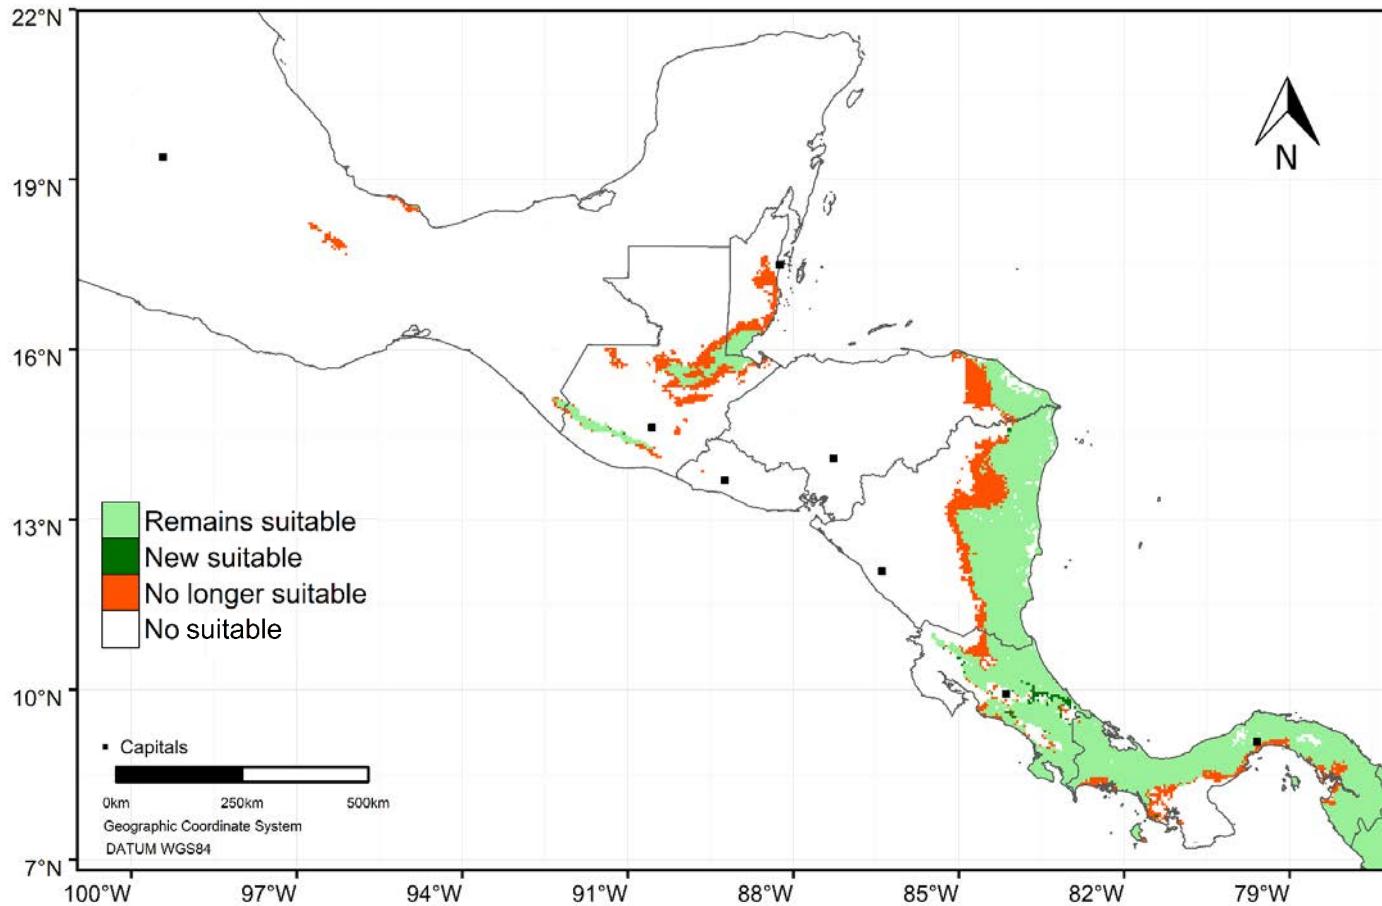 22°N
19°N
16°N
13°N
10°N
7°N
N
Remains suitable
New suitable
No longer suitable
No suitable
Capitals
0km 250km 500km
Geographic Coordinate System
DATUM WGS84
100°W 97°W 94°W 91°W 88°W 85°W 82°W 79°W